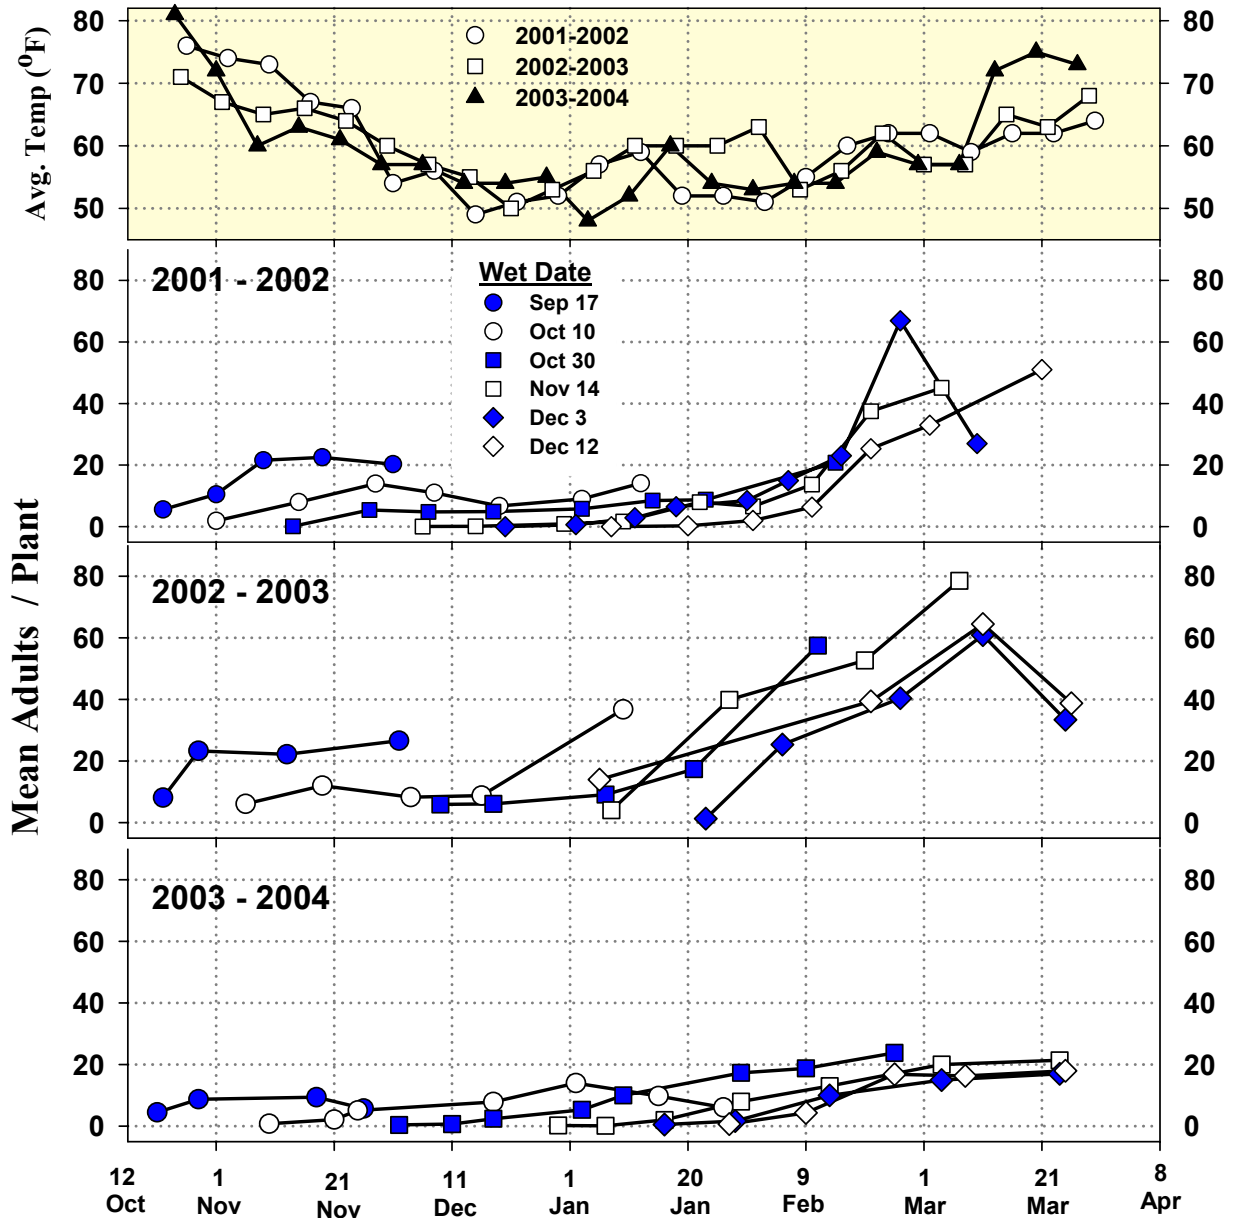 Avg. Temp (⁰F)
80 80
70 70
60 60
50 50
2001-2002
2002-2003
2003-2004
Mean Adults / Plant
2001 - 2002
Wet Date
Sep 17
Oct 10
Oct 30
Nov 14
Dec 3
Dec 12
80 80
60 60
40 40
20 20
0 0
2002 - 2003
80 80
60 60
40 40
20 20
0 0
2003 - 2004
80 80
60 60
40 40
20 20
0 0
12 1 21 11 1 20 9 1 21 8
Oct Nov Nov Dec Jan Jan Feb Mar Mar Apr